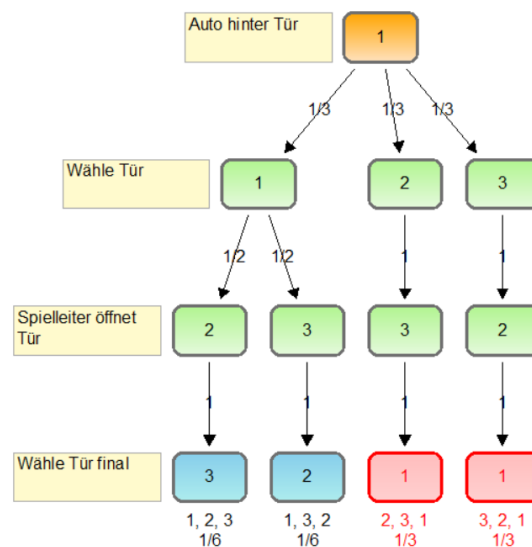 Auto hinter Tür
1
1/3 1/3 1/3
Wähle Tür
1 2 3
1/2 1/2 1 1
Spielleiter öffnet
Tür
2 3 3 2
1 1 1 1
Wähle Tür final
3 2 1 1
1, 2, 3 1, 3, 2 2, 3, 1 3, 2, 1
1/6 1/6 1/3 1/3